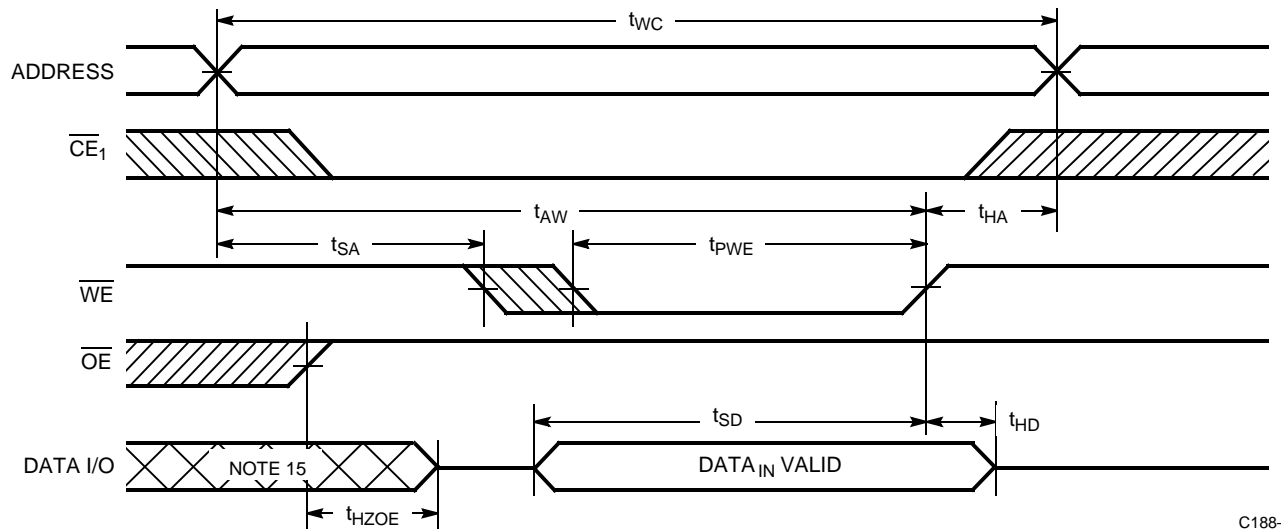 tWC
ADDRESS
CE1
tAW
tHA
tSA
tPWE
WE
OE
tSD
tHD
DATA I/O
NOTE 15
DATAIN VALID
tHZOE
C188-